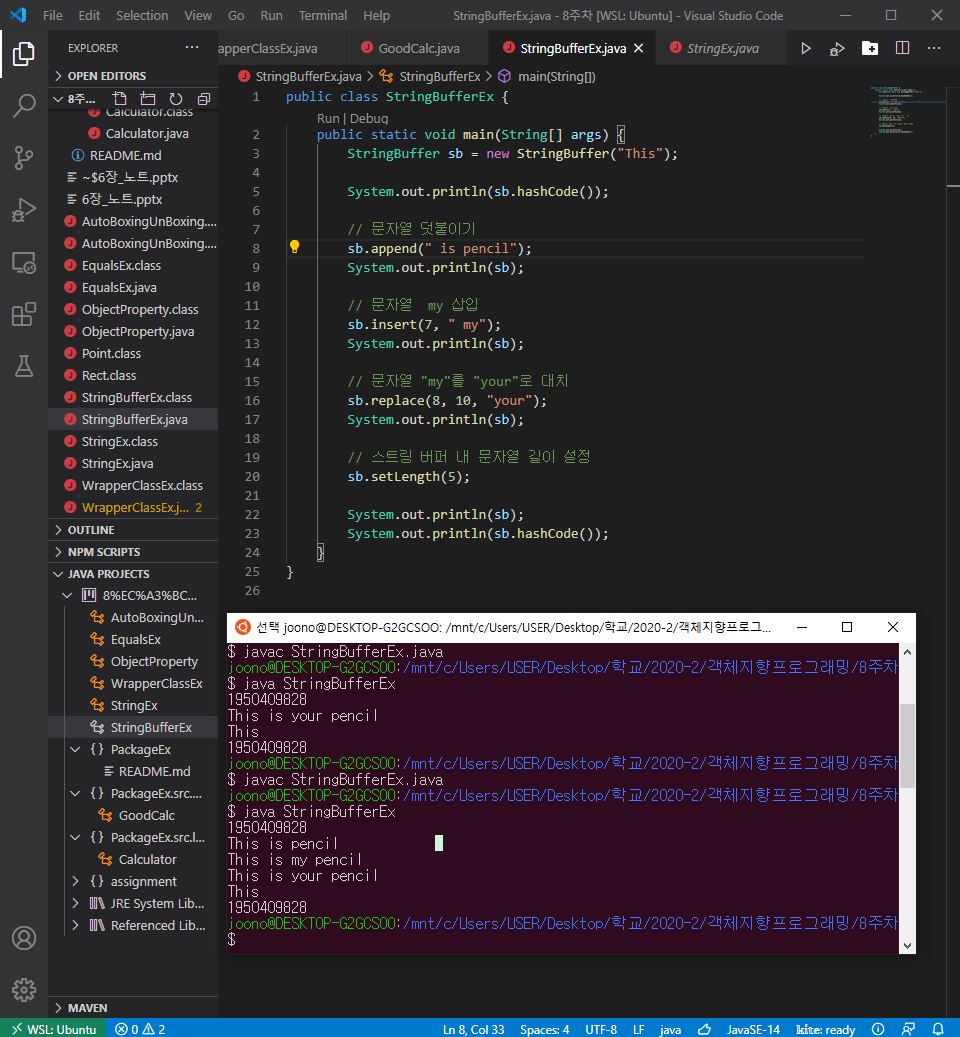 File Edit Selection View Go Run Terminal Help StringBufferEx.java - 8주차 [WSL: Ubuntu] - Visual Studio Code
EXPLORER
OPEN EDITORS
8주...
Calculator.class
Calculator.java
README.md
~$6장_노트.pptx
6장_노트.pptx
AutoBoxingUnBoxing....
AutoBoxingUnBoxing....
EqualsEx.class
EqualsEx.java
ObjectProperty.class
ObjectProperty.java
Point.class
Rect.class
StringBufferEx.class
StringBufferEx.java
StringEx.class
StringEx.java
WrapperClassEx.class
WrapperClassEx.j... 2
OUTLINE
NPM SCRIPTS
JAVA PROJECTS
8%EC%A3%BC...
AutoBoxingUn...
EqualsEx
ObjectProperty
WrapperClassEx
StringEx
StringBufferEx
{} PackageEx
README.md
{} PackageEx.src....
GoodCalc
{} PackageEx.src.l...
Calculator
{} assignment
JRE System Lib...
Referenced Lib...
MAVEN
apperClassEx.java GoodCalc.java StringBufferEx.java StringEx.java
StringBufferEx.java > StringBufferEx > main(String[])
1 public class StringBufferEx {
Run | Debug
2 public static void main(String[] args) {
3 StringBuffer sb = new StringBuffer("This");
4
5 System.out.println(sb.hashCode());
6
7 // 문자열 덧붙이기
8 sb.append(" is pencil");
9 System.out.println(sb);
10
11 // 문자열  my 삽입
12 sb.insert(7, " my");
13 System.out.println(sb);
14
15 // 문자열 "my"를 "your"로 대치
16 sb.replace(8, 10, "your");
17 System.out.println(sb);
18
19 // 스트링 버퍼 내 문자열 길이 설정
20 sb.setLength(5);
21
22 System.out.println(sb);
23 System.out.println(sb.hashCode());
24 }
25 }
26
선택 joono@DESKTOP-G2GCSOO: /mnt/c/Users/USER/Desktop/학교/2020-2/객체지향프로그...
$ javac StringBufferEx.java
joono@DESKTOP-G2GCSOO:/mnt/c/Users/USER/Desktop/학교/2020-2/객체지향프로그래밍/8주차
$ java StringBufferEx
1950409828
This is your pencil
This
1950409828
joono@DESKTOP-G2GCSOO:/mnt/c/Users/USER/Desktop/학교/2020-2/객체지향프로그래밍/8주차
$ javac StringBufferEx.java
joono@DESKTOP-G2GCSOO:/mnt/c/Users/USER/Desktop/학교/2020-2/객체지향프로그래밍/8주차
$ java StringBufferEx
1950409828
This is pencil
This is my pencil
This is your pencil
This
1950409828
joono@DESKTOP-G2GCSOO:/mnt/c/Users/USER/Desktop/학교/2020-2/객체지향프로그래밍/8주차
$
WSL: Ubuntu 0 2 Ln 8, Col 33 Spaces: 4 UTF-8 LF java JavaSE-14 kite: ready